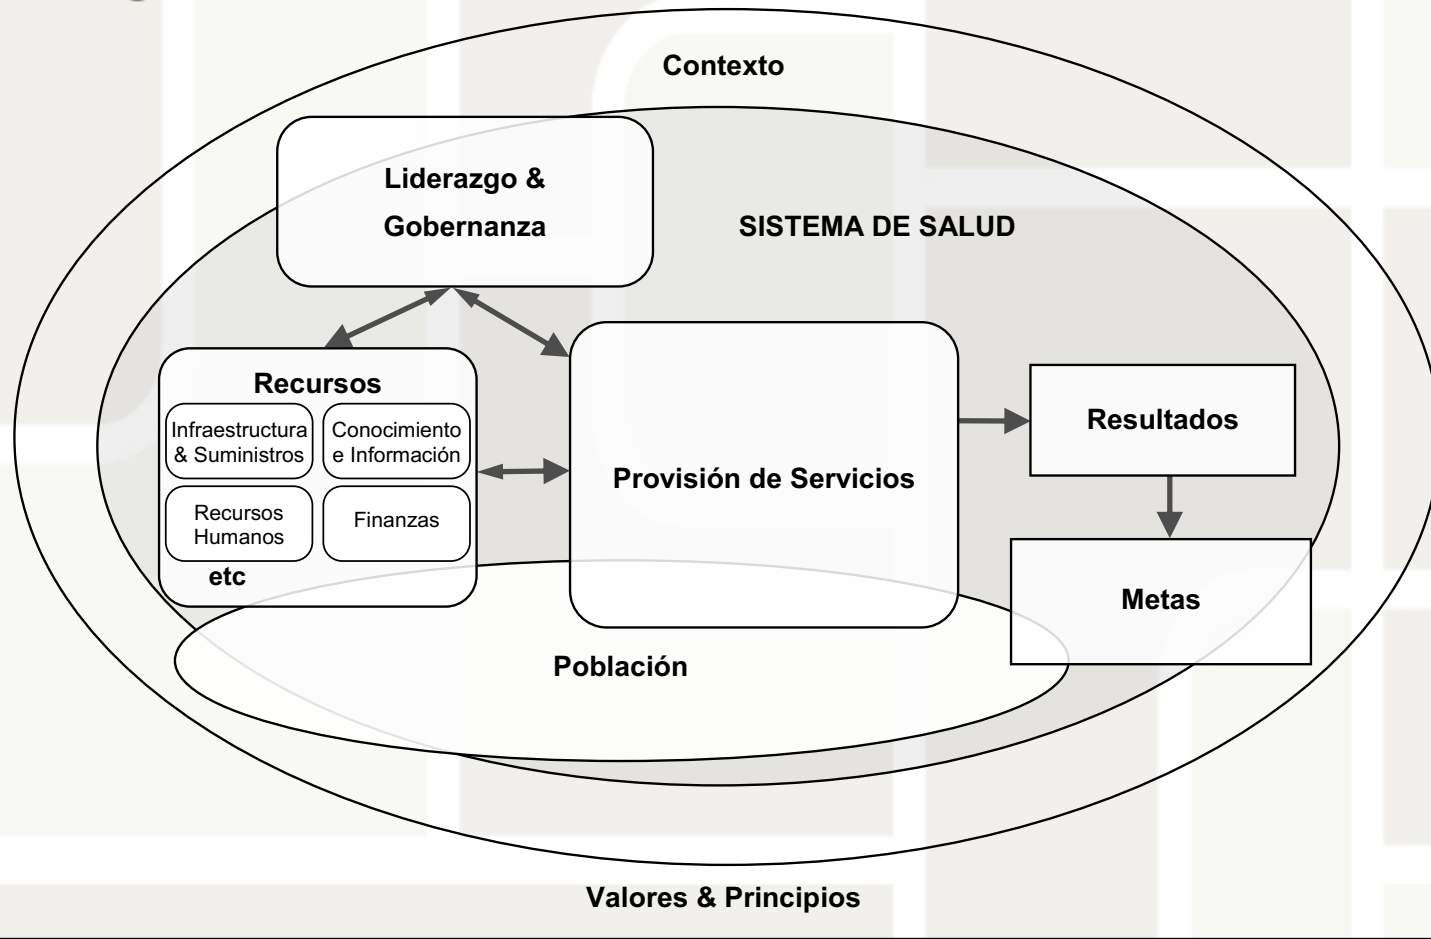 Contexto
Liderazgo &
Gobernanza
SISTEMA DE SALUD
Recursos
Infraestructura
& Suministros
Conocimiento
e Información
Recursos
Humanos
Finanzas
etc
Provisión de Servicios
Resultados
Metas
Población
Valores & Principios